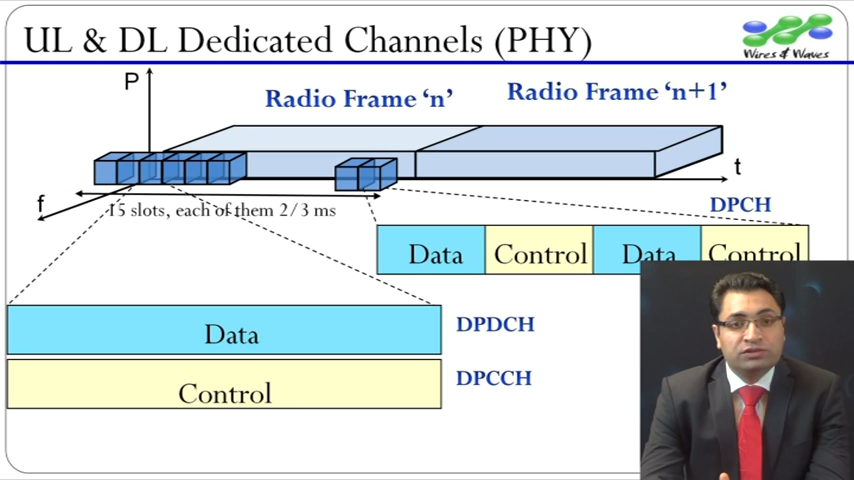 UL & DL Dedicated Channels (PHY)
Wires & Waves
P
Radio Frame ‘n’
Radio Frame ‘n+1’
t
f
15 slots, each of them 2/3 ms
DPCH
Data Control Data Control
Data
DPDCH
Control
DPCCH